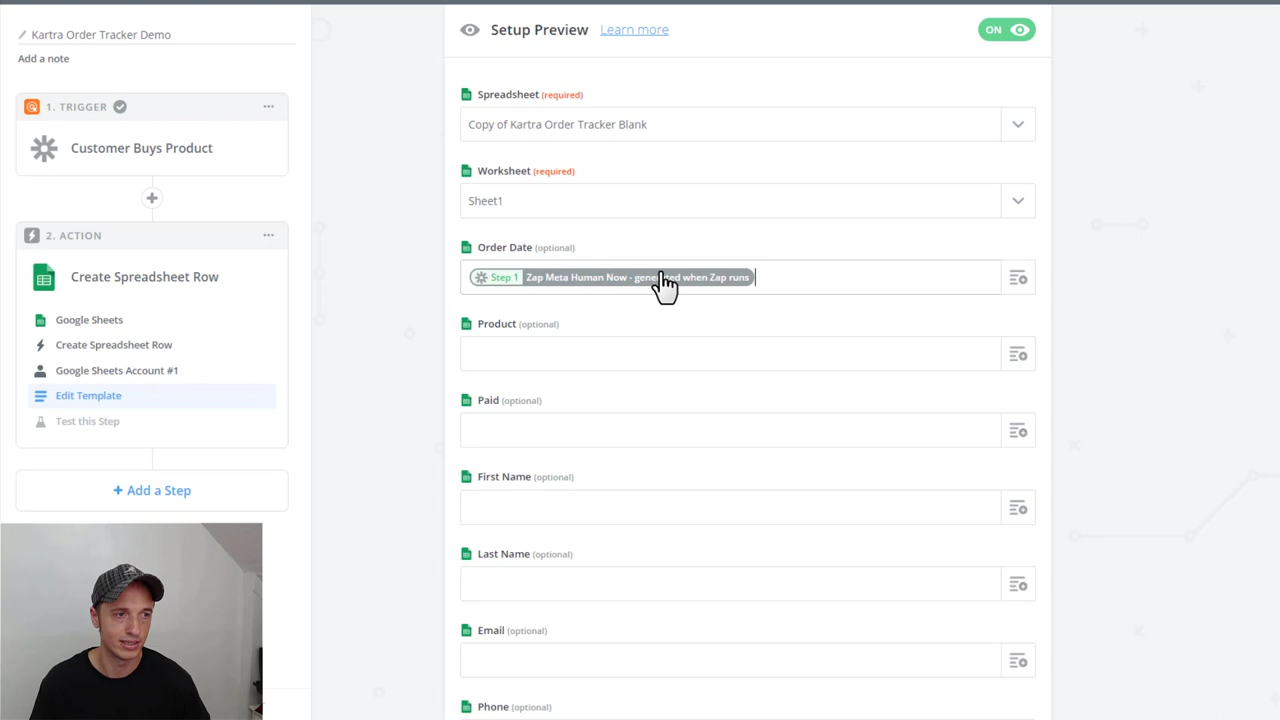 Kartra Order Tracker Demo
Add a note
1. TRIGGER
Customer Buys Product
2. ACTION
Create Spreadsheet Row
Google Sheets
Create Spreadsheet Row
Google Sheets Account #1
Edit Template
Test this Step
+ Add a Step
Setup Preview Learn more
ON
Spreadsheet (required)
Copy of Kartra Order Tracker Blank
Worksheet (required)
Sheet1
Order Date (optional)
Step 1 Zap Meta Human Now - generated when Zap runs
Product (optional)
Paid (optional)
First Name (optional)
Last Name (optional)
Email (optional)
Phone (optional)